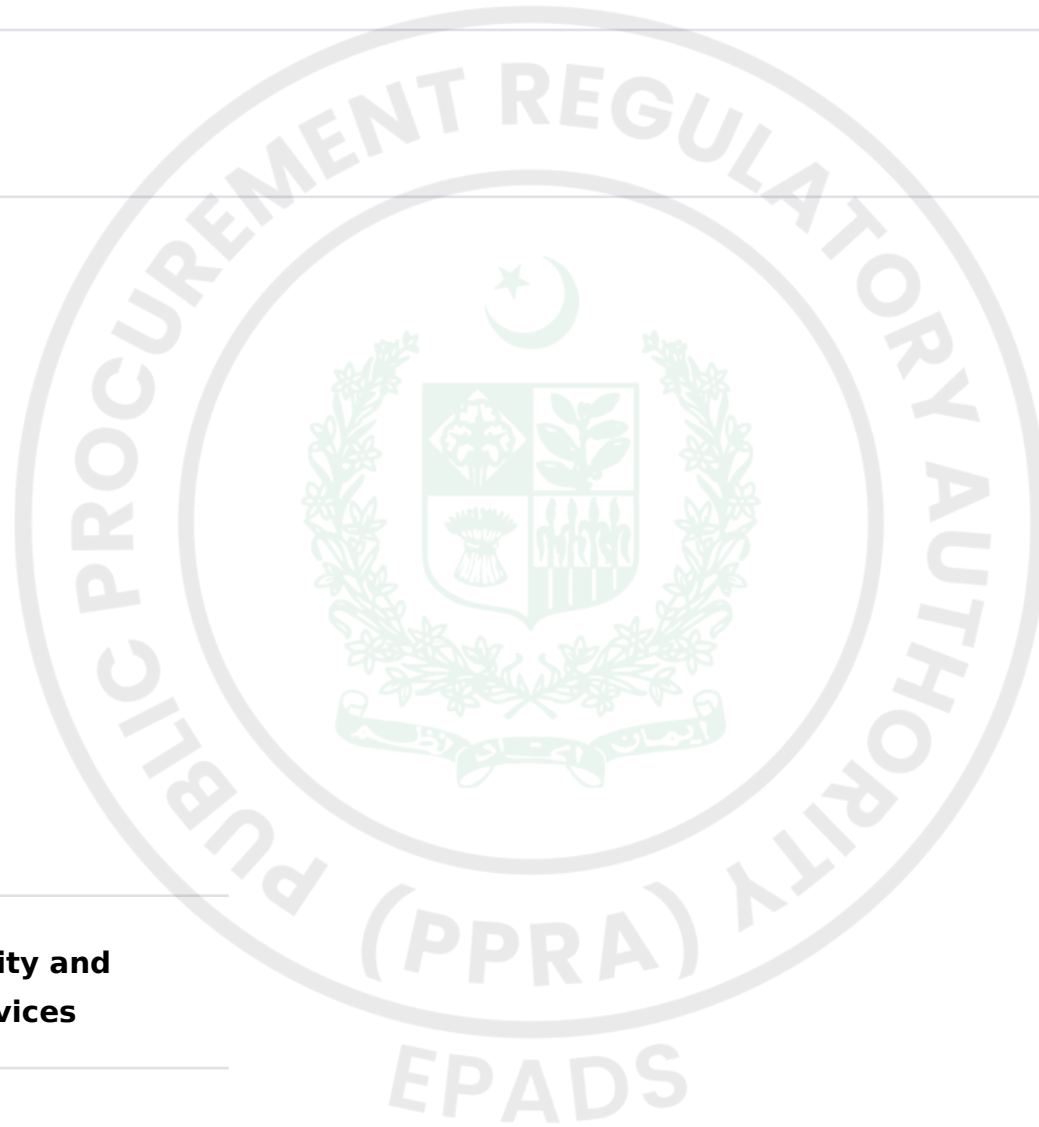 PUBLIC PROCUREMENT REGULATORY AUTHORITY
(PPRA)
ity and
vices
EPADS